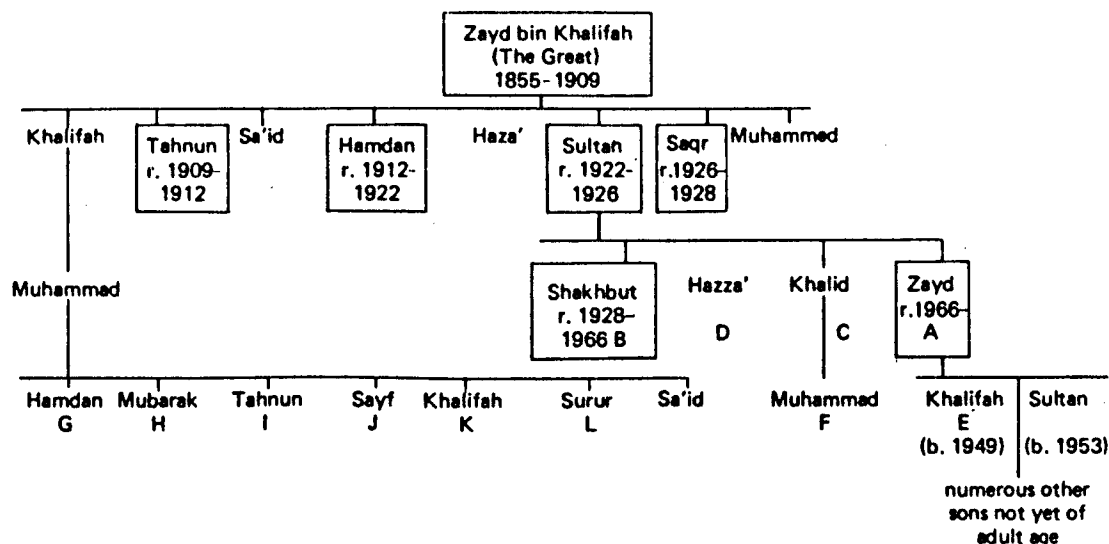 Zayd bin Khalifah
(The Great)
1855-1909
Khalifah
Tahnun
r. 1909-
1912
Sa'id
Hamdan
r. 1912-
1922
Haza'
Sultan
r. 1922-
1926
Saqr
r.1926-
1928
Muhammed
Muhammad
Shakhbut
r. 1928-
1966 B
Hazza'
D
Khalid
C
Zayd
r.1966-
A
Hamdan
G
Mubarak
H
Tahnun
I
Sayf
J
Khalifah
K
Surur
L
Sa'id
Muhammad
F
Khalifah
E
(b. 1949)
Sultan
(b. 1953)
numerous other
sons not yet of
adult age